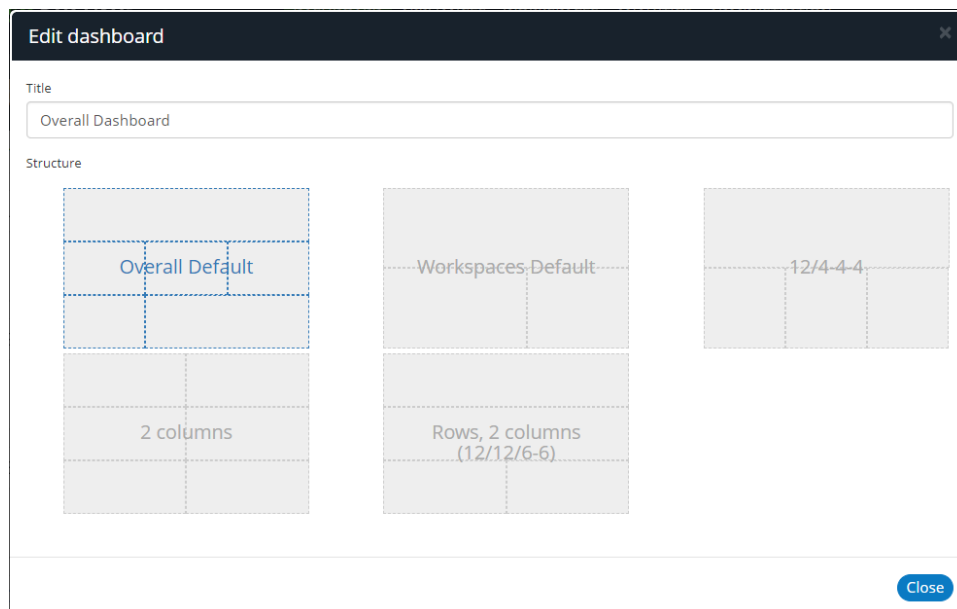 Edit dashboard
×
Title
Overall Dashboard
Structure
Overall Default
Workspaces Default
12/4-4-4
2 columns
Rows, 2 columns
(12/12/6-6)
Close